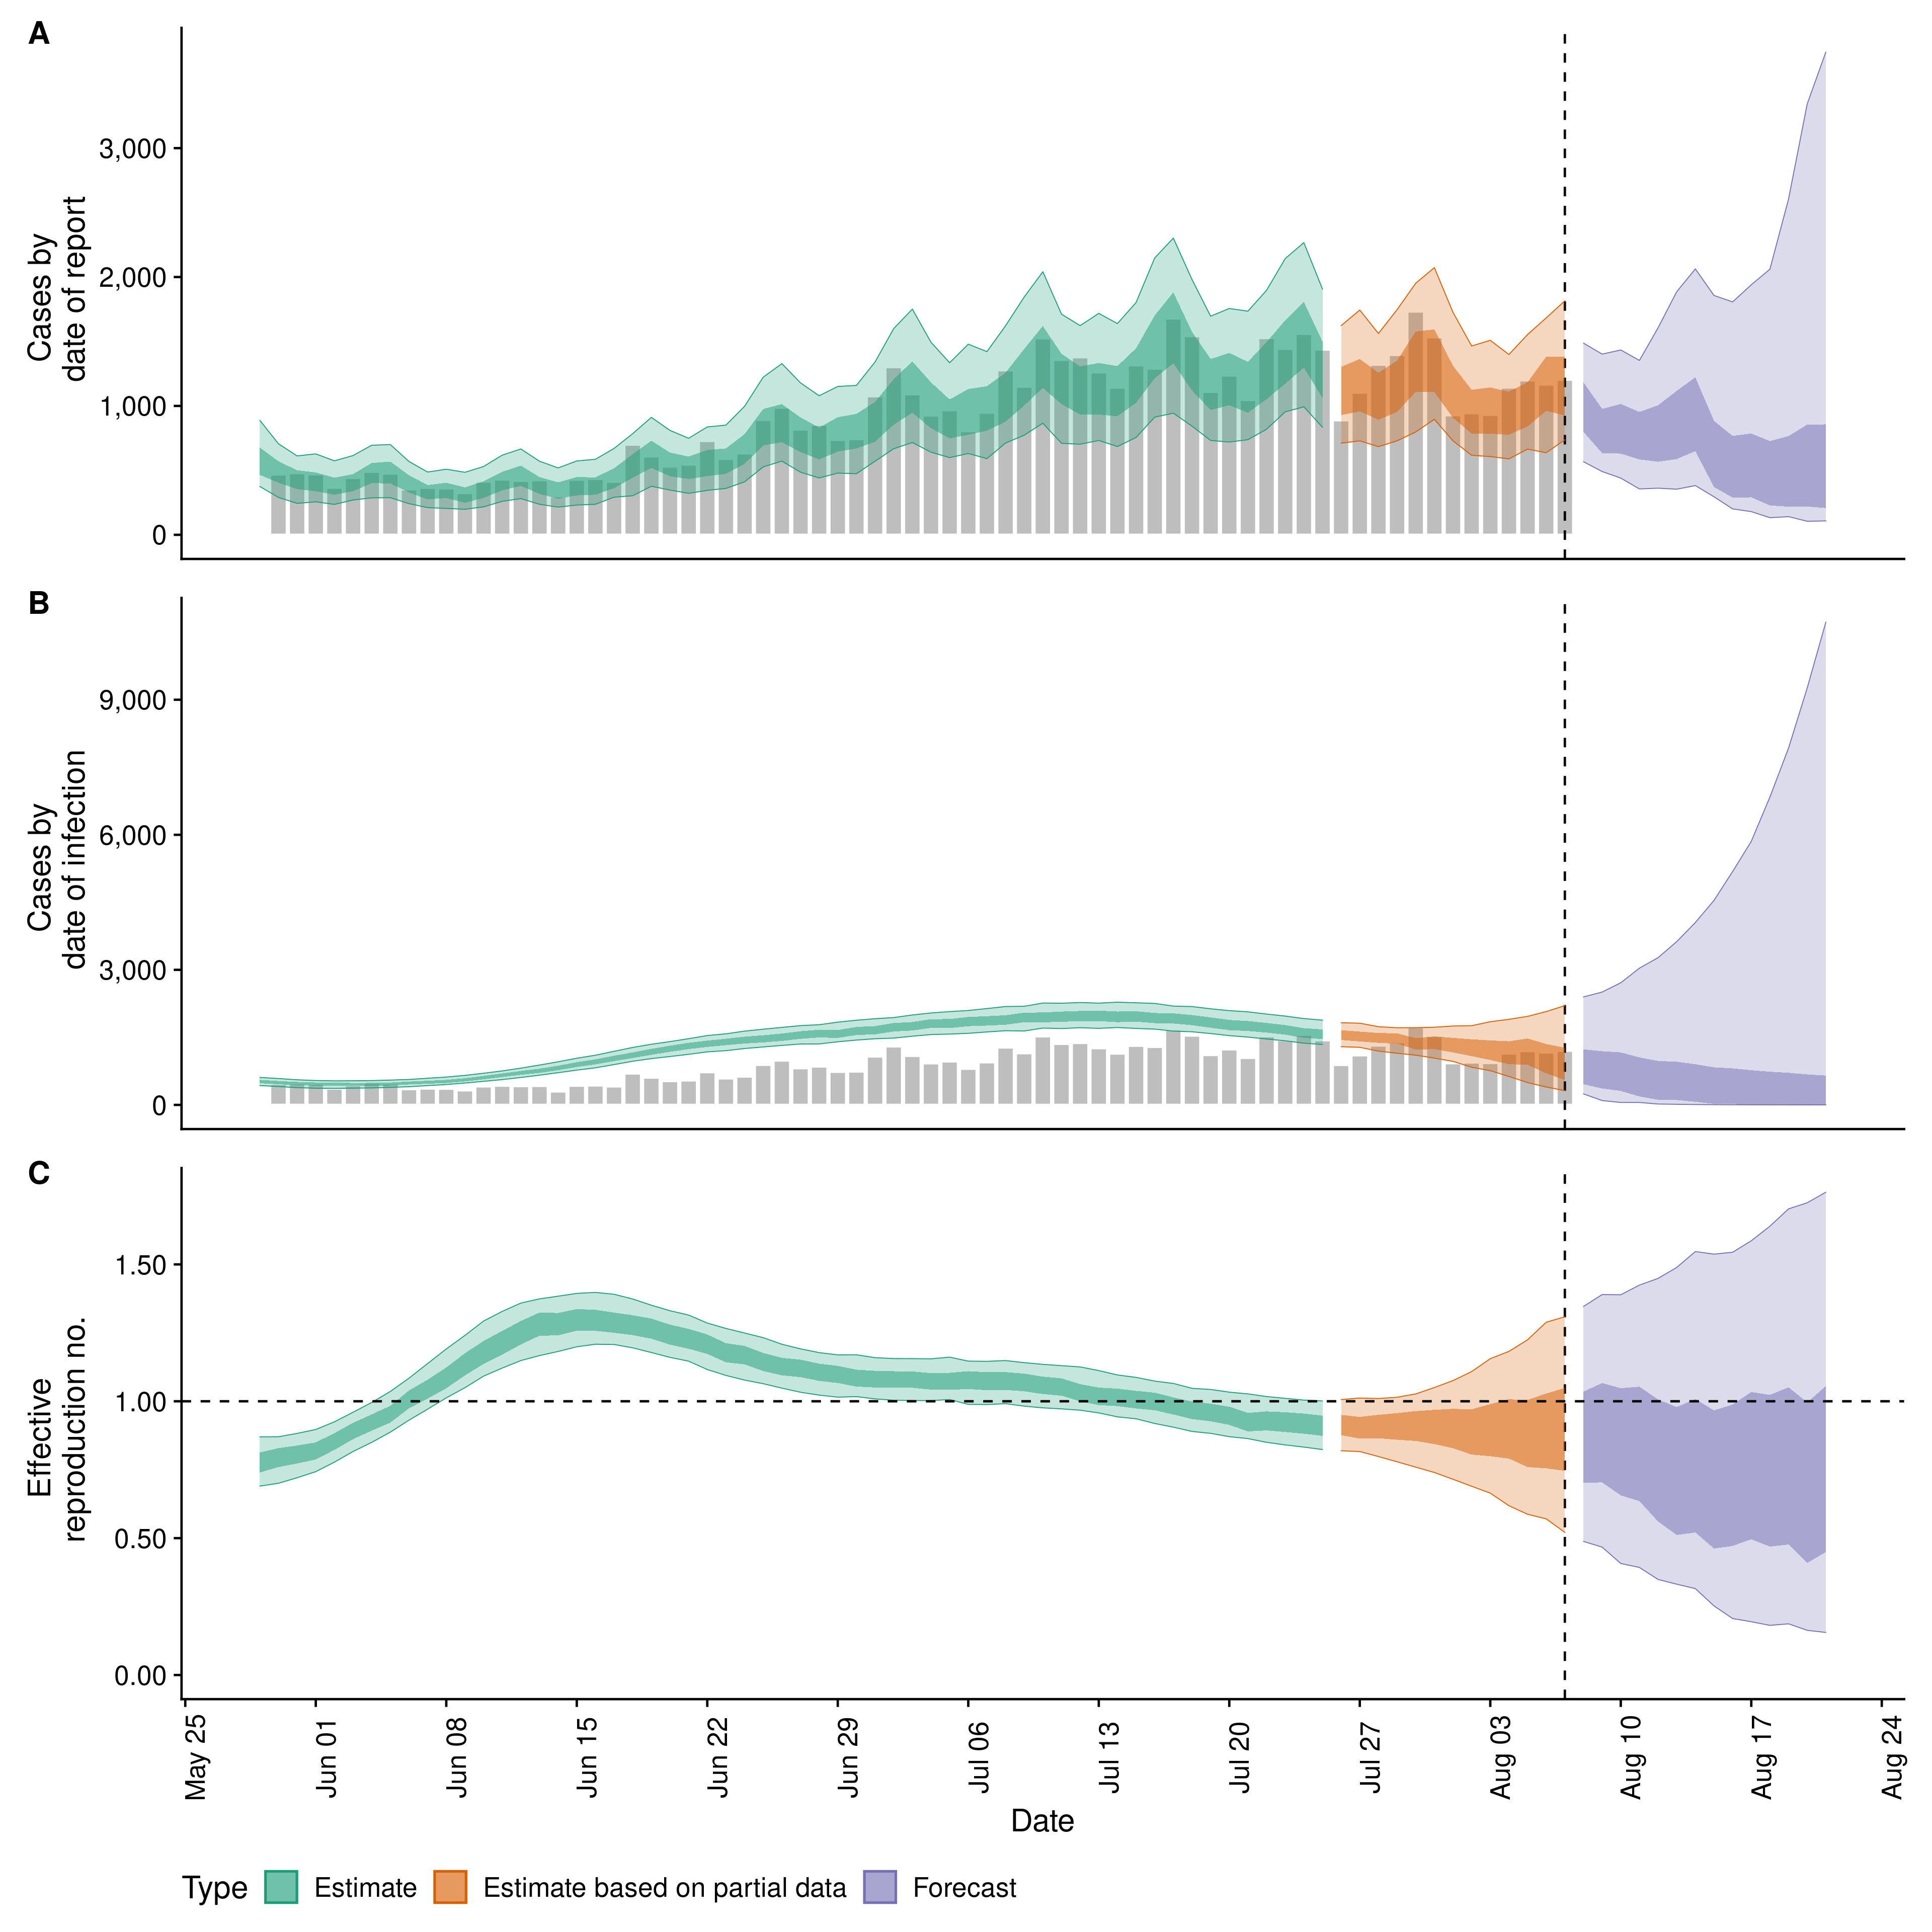 A
Cases by
date of report
3,000
2,000
1,000
0
B
Cases by
date of infection
9,000
6,000
3,000
0
C
Effective
reproduction no.
1.50
1.00
0.50
0.00
May 25
Jun 01
Jun 08
Jun 15
Jun 22
Jun 29
Jul 06
Jul 13
Jul 20
Jul 27
Aug 03
Aug 10
Aug 17
Aug 24
Date
Type Estimate Estimate based on partial data Forecast